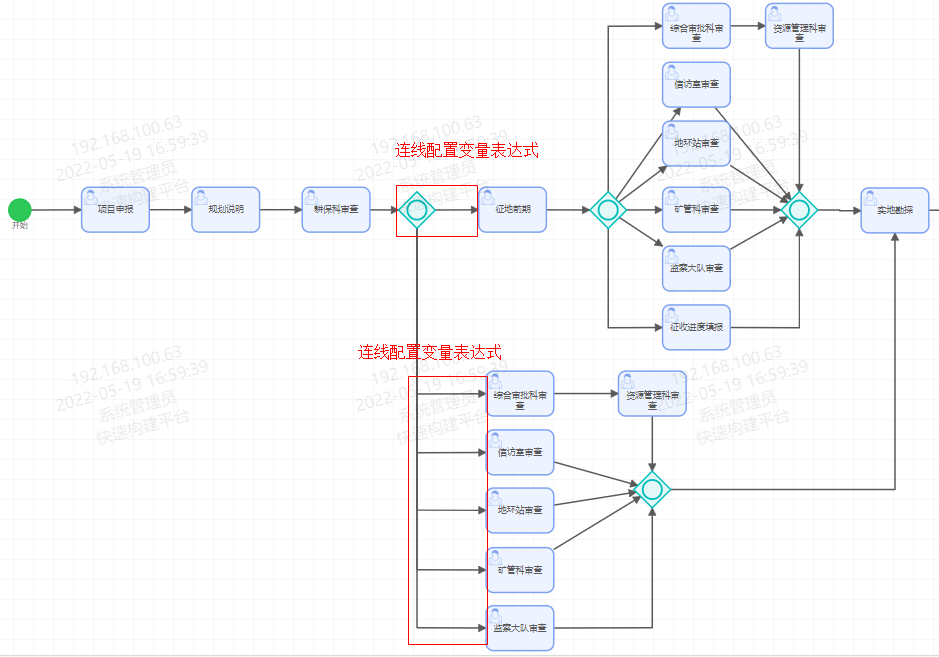 综合审批科审
查
资源管理科审
查
信访室审查
192.168.100.63
2022-05-19 16:59:39
系统管理员
快速构建平台
192.168.100.63
2022-05-19 16:59:39
系统管理员
快速构建平台
192.168.100.63
2022-05-19 16:59:39
系统管理员
快速构建平台
连线配置变量表达式
地环站审查
开始
项目申报
规划说明
耕保科审查
征地前期
矿管科审查
实地勘探
监察大队审查
征收进度填报
连线配置变量表达式
192.168.100.63
2022-05-19 16:59:39
系统管理员
快速构建平台
192.168.100.63
2022-05-19 16:59:39
系统管理员
快速构建平台
192.168.100.63
2022-05-19 16:59:39
系统管理员
快速构建平台
综合审批科审
查
资源管理科审
查
信访室审查
地环站审查
矿管科审查
监察大队审查